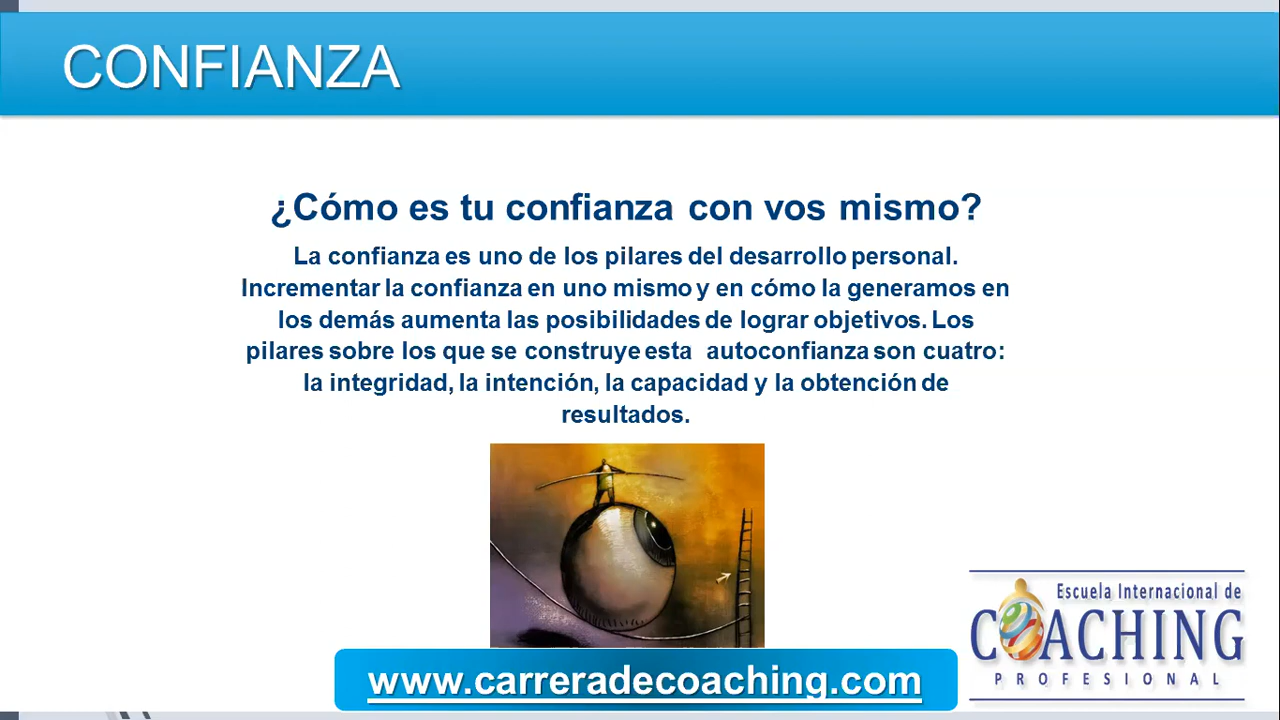 CONFIANZA
¿Cómo es tu confianza con vos mismo?
La confianza es uno de los pilares del desarrollo personal.
Incrementar la confianza en uno mismo y en cómo la generamos en
los demás aumenta las posibilidades de lograr objetivos. Los
pilares sobre los que se construye esta autoconfianza son cuatro:
la integridad, la intención, la capacidad y la obtención de
resultados.
Escuela Internacional de
COACHING
PROFESIONAL
www.carreradecoaching.com